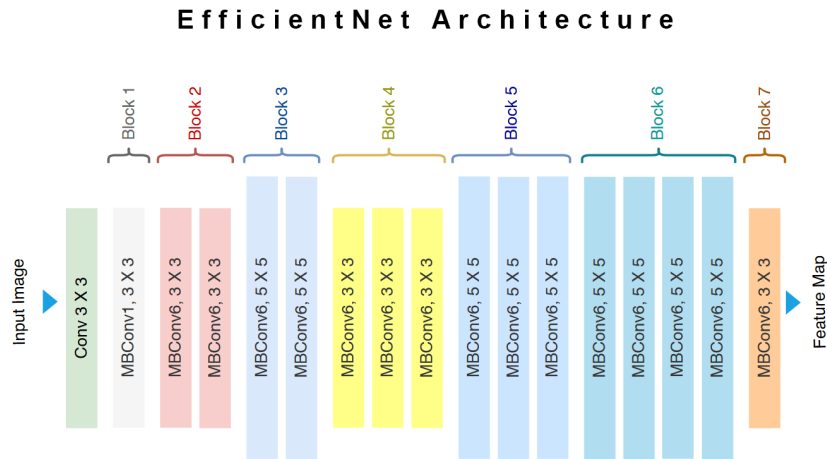 EfficientNet Architecture
Block 1
Block 2
Block 3
Block 4
Block 5
Block 6
Block 7
Input Image
Conv 3 X 3
MBConv1, 3 X 3
MBConv6, 3 X 3
MBConv6, 3 X 3
MBConv6, 5 X 5
MBConv6, 5 X 5
MBConv6, 3 X 3
MBConv6, 3 X 3
MBConv6, 3 X 3
MBConv6, 5 X 5
MBConv6, 5 X 5
MBConv6, 5 X 5
MBConv6, 5 X 5
MBConv6, 5 X 5
MBConv6, 5 X 5
MBConv6, 5 X 5
MBConv6, 3 X 3
Feature Map